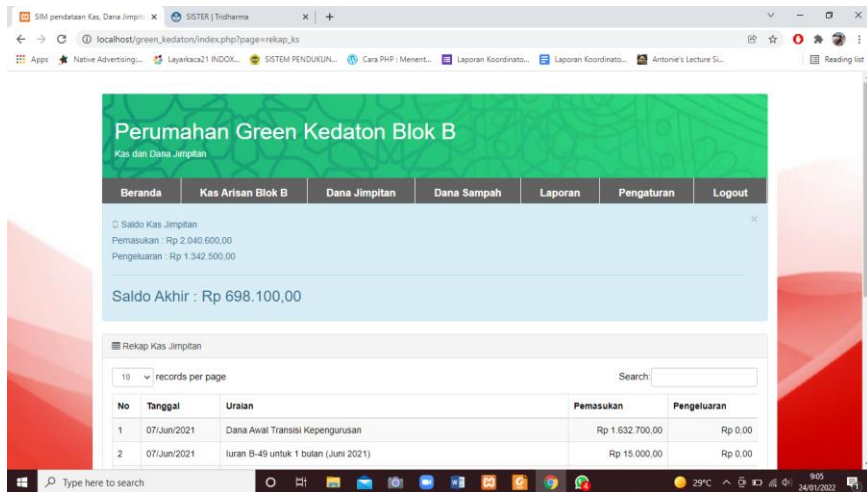 SIM pendataan Kas, Dana Jimpit
SISTER | Tridharma
localhost/green_kedaton/index.php?page=rekap_ks
Apps Native Advertising:... Layarkaca21 INDOX... SISTEM PENDUKUN... Cara PHP : Menent... Laporan Koordinato... Laporan Koordinato... Antonie's Lecture Si... Reading list
Perumahan Green Kedaton Blok B
Kas dan Dana Jimpitan
Beranda Kas Arisan Blok B Dana Jimpitan Dana Sampah Laporan Pengaturan Logout
Saldo Kas Jimpitan
Pemasukan : Rp 2.040.600,00
Pengeluaran : Rp 1.342.500,00
Saldo Akhir : Rp 698.100,00
Rekap Kas Jimpitan
10 records per page Search:
No Tanggal Uraian Pemasukan Pengeluaran
1 07/Jun/2021 Dana Awal Transisi Kepengurusan Rp 1.632.700,00 Rp 0,00
2 07/Jun/2021 Iuran B-49 untuk 1 bulan (Juni 2021) Rp 15.000,00 Rp 0,00
Type here to search 29°C 9:05
24/01/2022